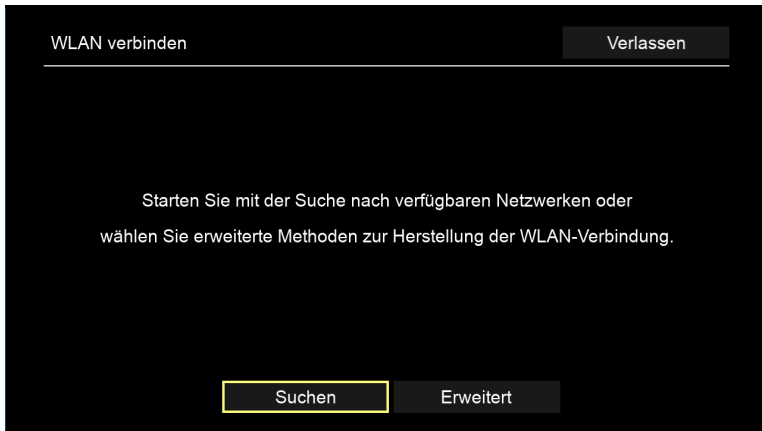 WLAN verbinden
Verlassen
Starten Sie mit der Suche nach verfügbaren Netzwerken oder
wählen Sie erweiterte Methoden zur Herstellung der WLAN-Verbindung.
Suchen
Erweitert